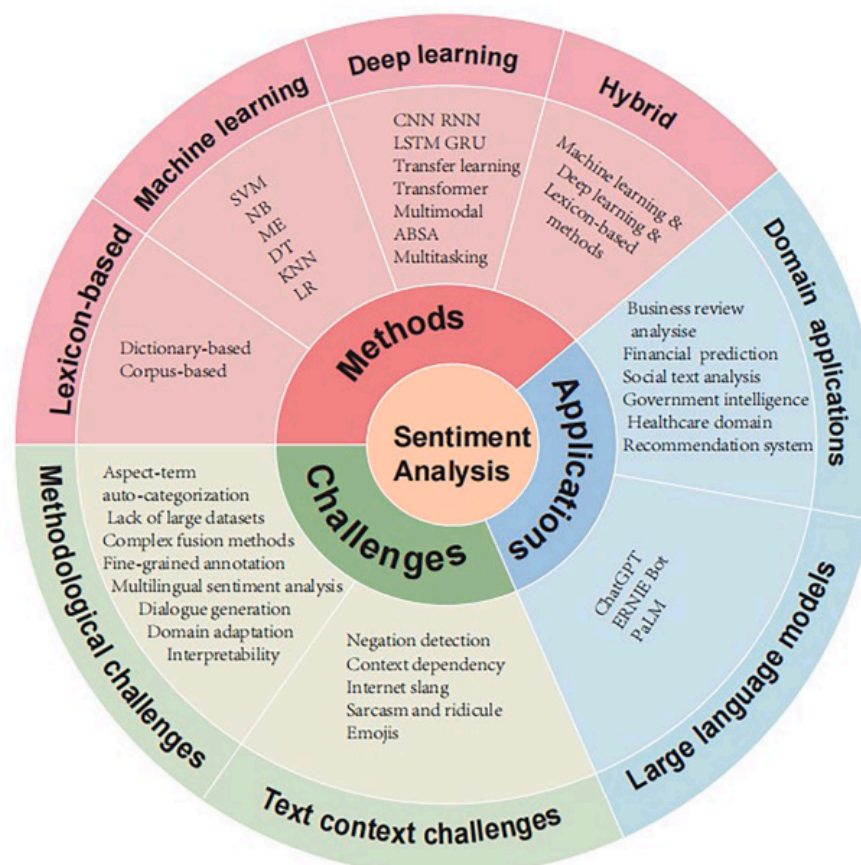 Sentiment
Analysis
Methods
Lexicon-based
Dictionary-based
Corpus-based
Machine learning
SVM
NB
ME
DT
KNN
LR
Deep learning
CNN RNN
LSTM GRU
Transfer learning
Transformer
Multimodal
ABSA
Multitasking
Hybrid
Machine learning &
Deep learning &
Lexicon-based
methods
Applications
Domain applications
Business review
analysise
Financial prediction
Social text analysis
Government intelligence
Healthcare domain
Recommendation system
Large language models
ChatGPT
ERNIE Bot
PaLM
Challenges
Text context challenges
Negation detection
Context dependency
Internet slang
Sarcasm and ridicule
Emojis
Methodological challenges
Aspect-term
auto-categorization
Lack of large datasets
Complex fusion methods
Fine-grained annotation
Multilingual sentiment analysis
Dialogue generation
Domain adaptation
Interpretability